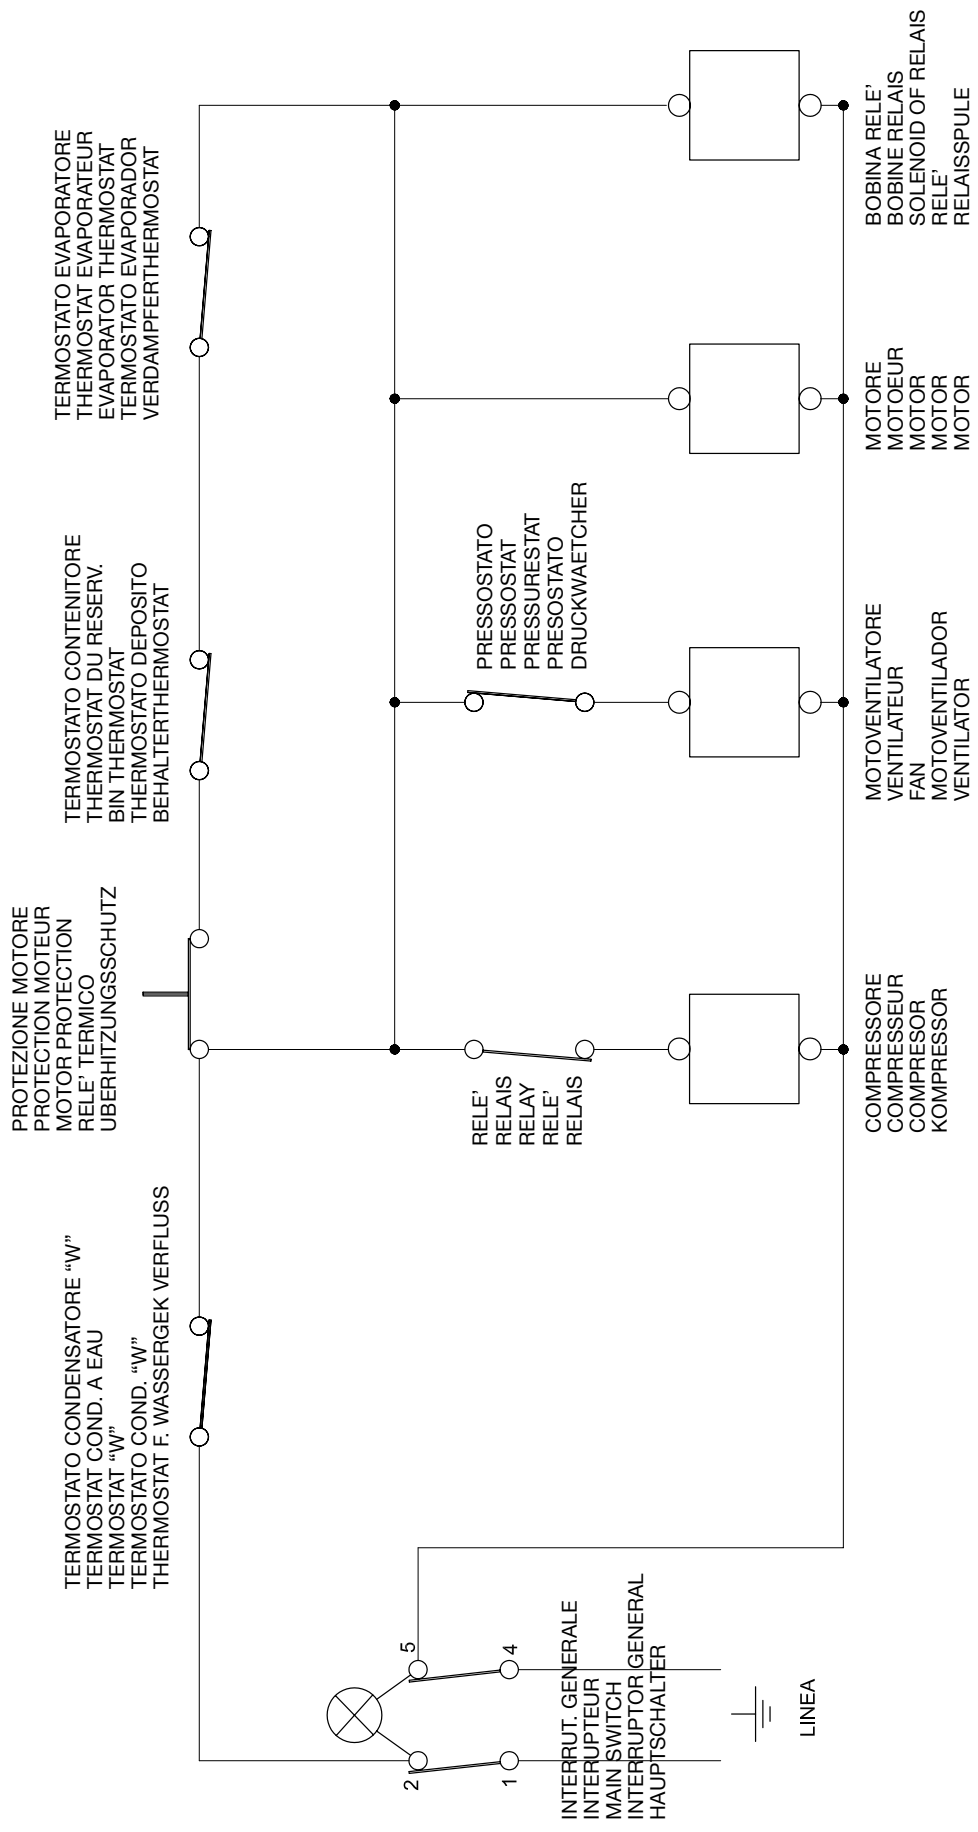 TERMOSTATO CONDENSATORE “W”
TERMOSTAT COND. A EAU
TERMOSTAT “W”
TERMOSTATO COND. “W”
THERMOSTAT F. WASSERGEK VERFLUSS
PROTEZIONE MOTORE
PROTECTION MOTEUR
MOTOR PROTECTION
RELE’ TERMICO
UBERHITZUNGSSCHUTZ
TERMOSTATO CONTENITORE
THERMOSTAT DU RESERV.
BIN THERMOSTAT
THERMOSTATO DEPOSITO
BEHALTERTHERMOSTAT
TERMOSTATO EVAPORATORE
THERMOSTAT EVAPORATEUR
EVAPORATOR THERMOSTAT
TERMOSTATO EVAPORADOR
VERDAMPFERTHERMOSTAT
2
5
1
4
INTERRUT. GENERALE
INTERUPTEUR
MAIN SWITCH
INTERRUPTOR GENERAL
HAUPTSCHALTER
LINEA
RELE’
RELAIS
RELAY
RELE’
RELAIS
PRESSOSTATO
PRESSOSTAT
PRESSURESTAT
PRESOSTATO
DRUCKWAETCHER
COMPRESSORE
COMPRESSEUR
COMPRESOR
KOMPRESSOR
MOTOVENTILATORE
VENTILATEUR
FAN
MOTOVENTILADOR
VENTILATOR
MOTORE
MOTOEUR
MOTOR
MOTOR
MOTOR
BOBINA RELE’
BOBINE RELAIS
SOLENOID OF RELAIS
RELE’
RELAISSPULE